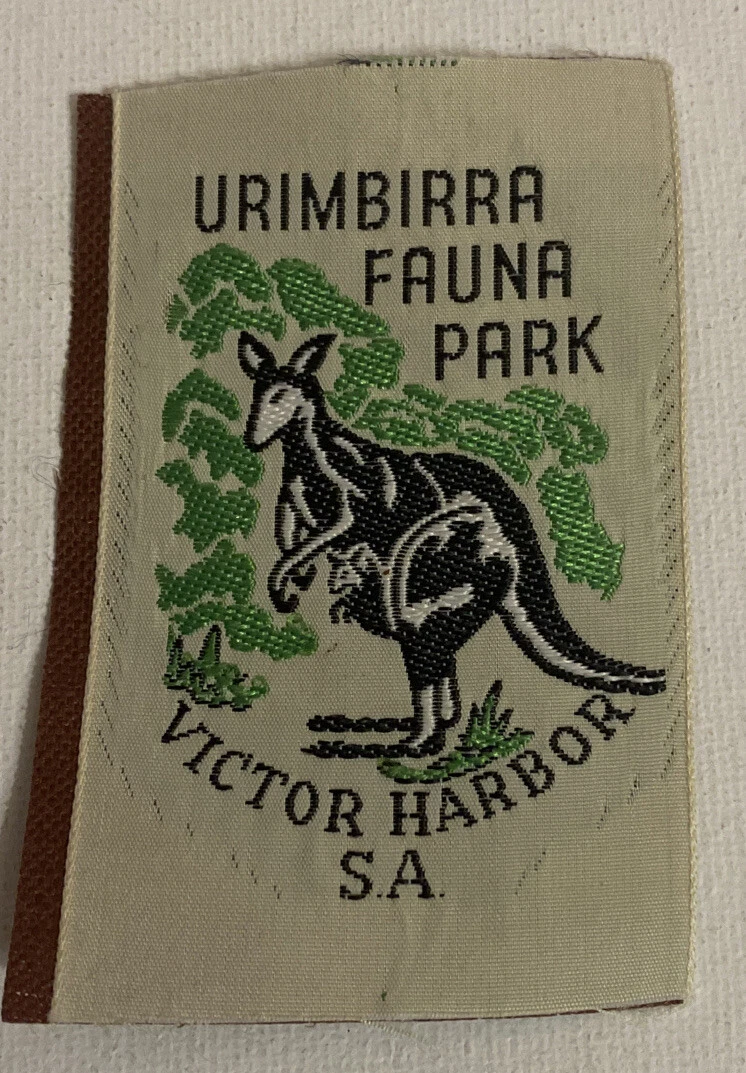 URIMBIRRA
FAUNA
PARK
VICTOR HARBOR
S.A.